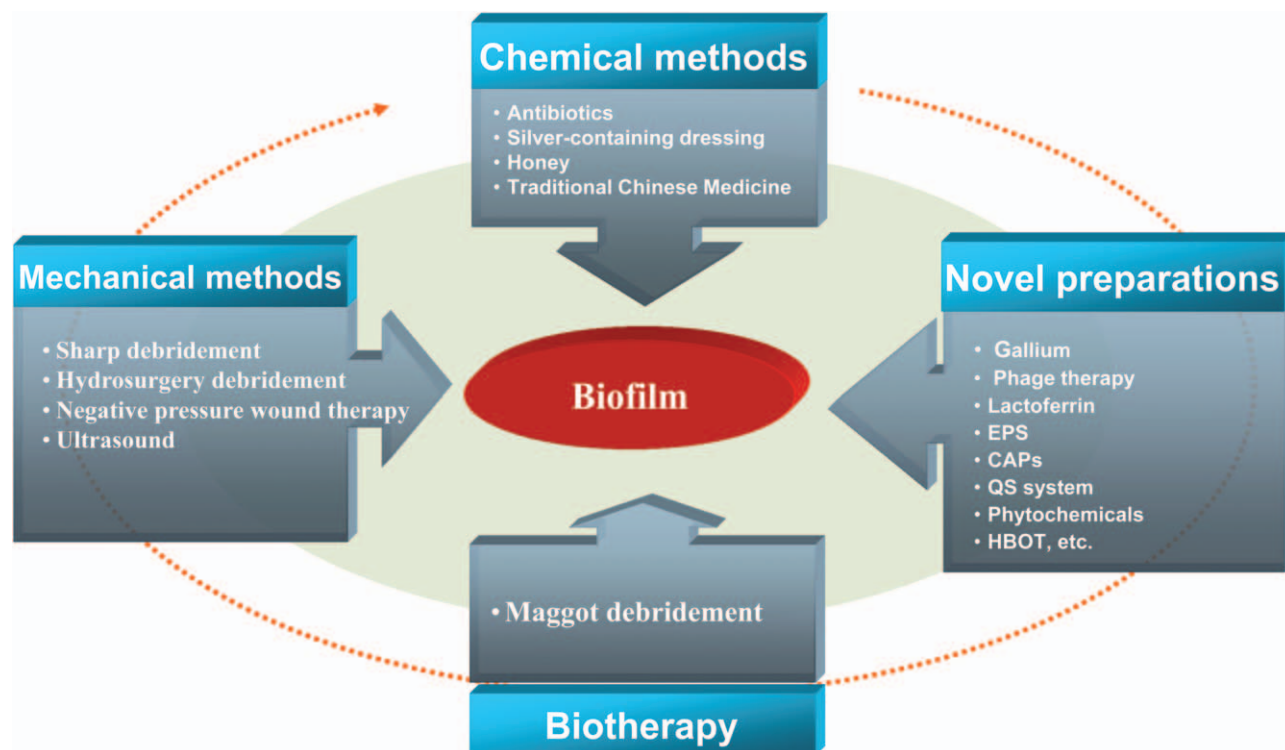 Chemical methods
• Antibiotics
• Silver-containing dressing
• Honey
• Traditional Chinese Medicine
Mechanical methods
• Sharp debridement
• Hydrosurgery debridement
• Negative pressure wound therapy
• Ultrasound
Biofilm
Novel preparations
• Gallium
• Phage therapy
• Lactoferrin
• EPS
• CAPs
• QS system
• Phytochemicals
• HBOT, etc.
• Maggot debridement
Biotherapy